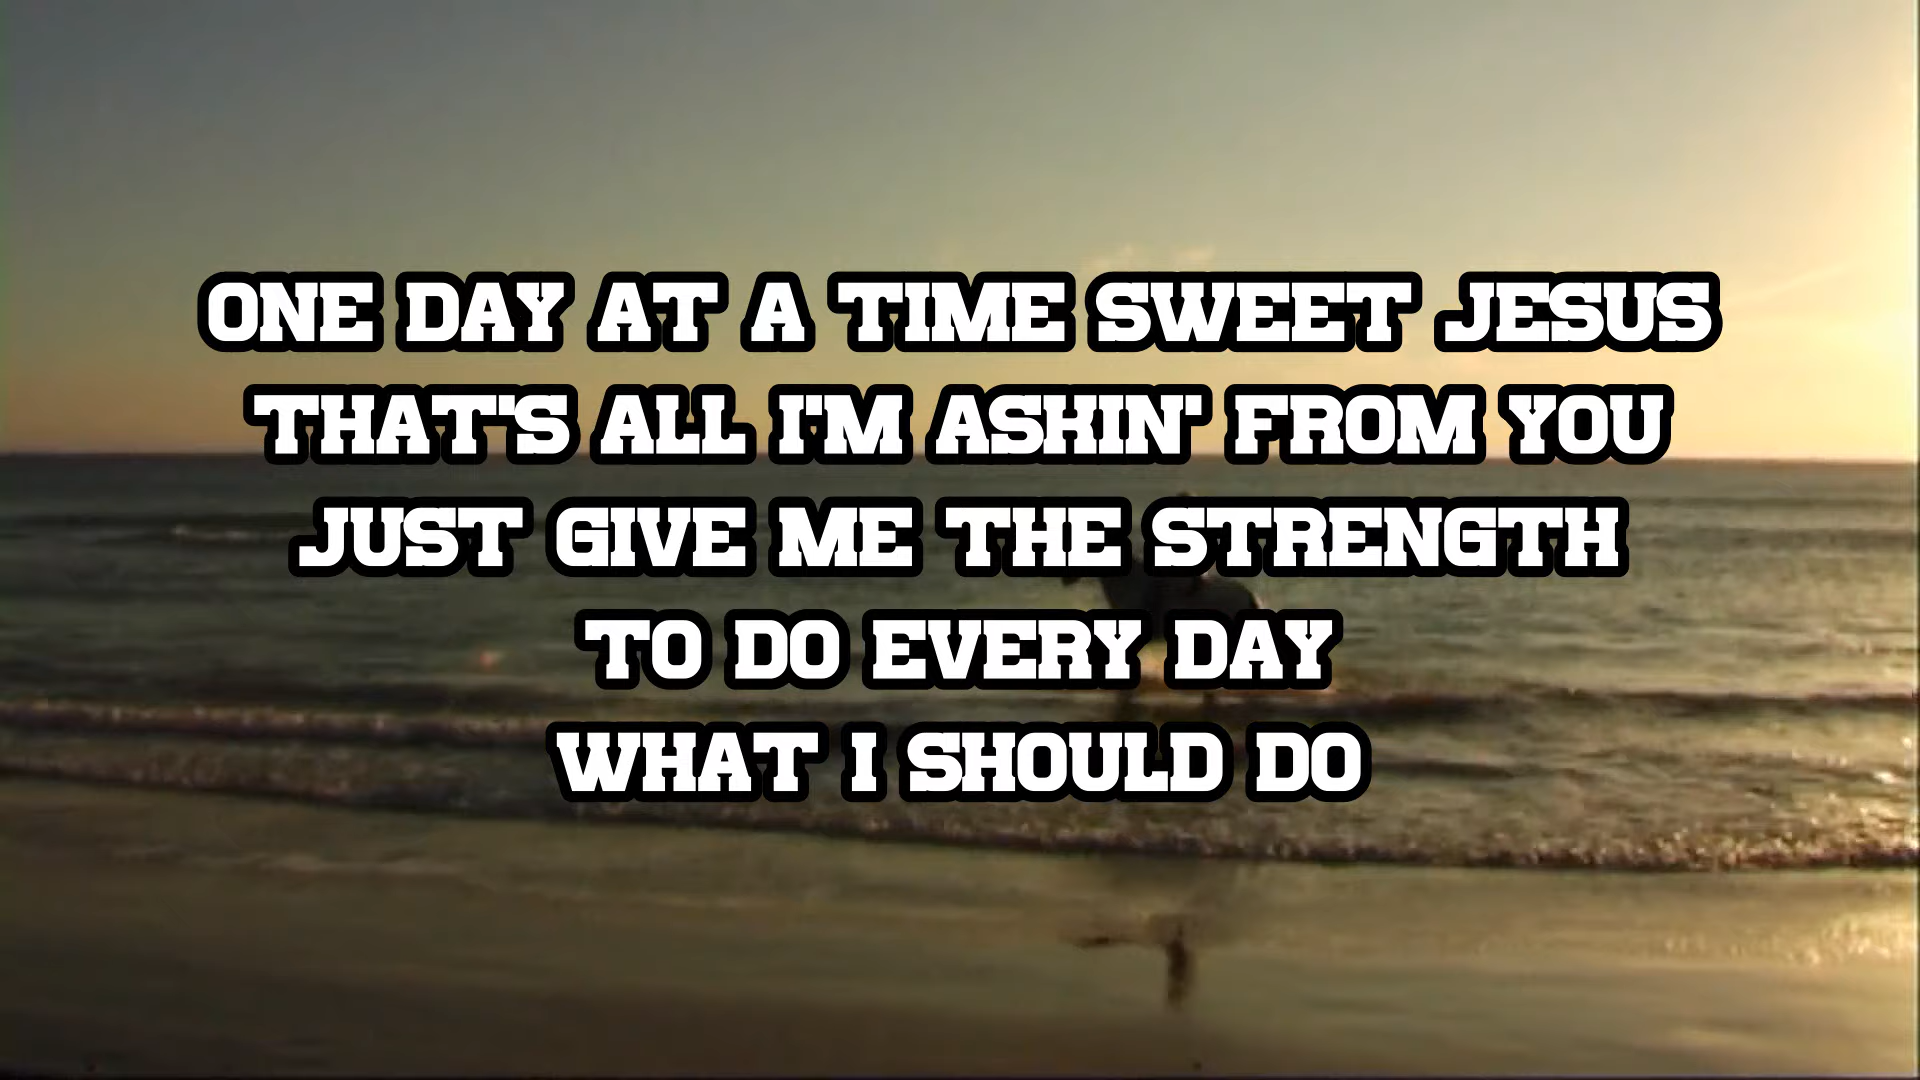 ONE DAY AT A TIME SWEET JESUS
THAT'S ALL I'M ASKIN' FROM YOU
JUST GIVE ME THE STRENGTH
TO DO EVERY DAY
WHAT I SHOULD DO